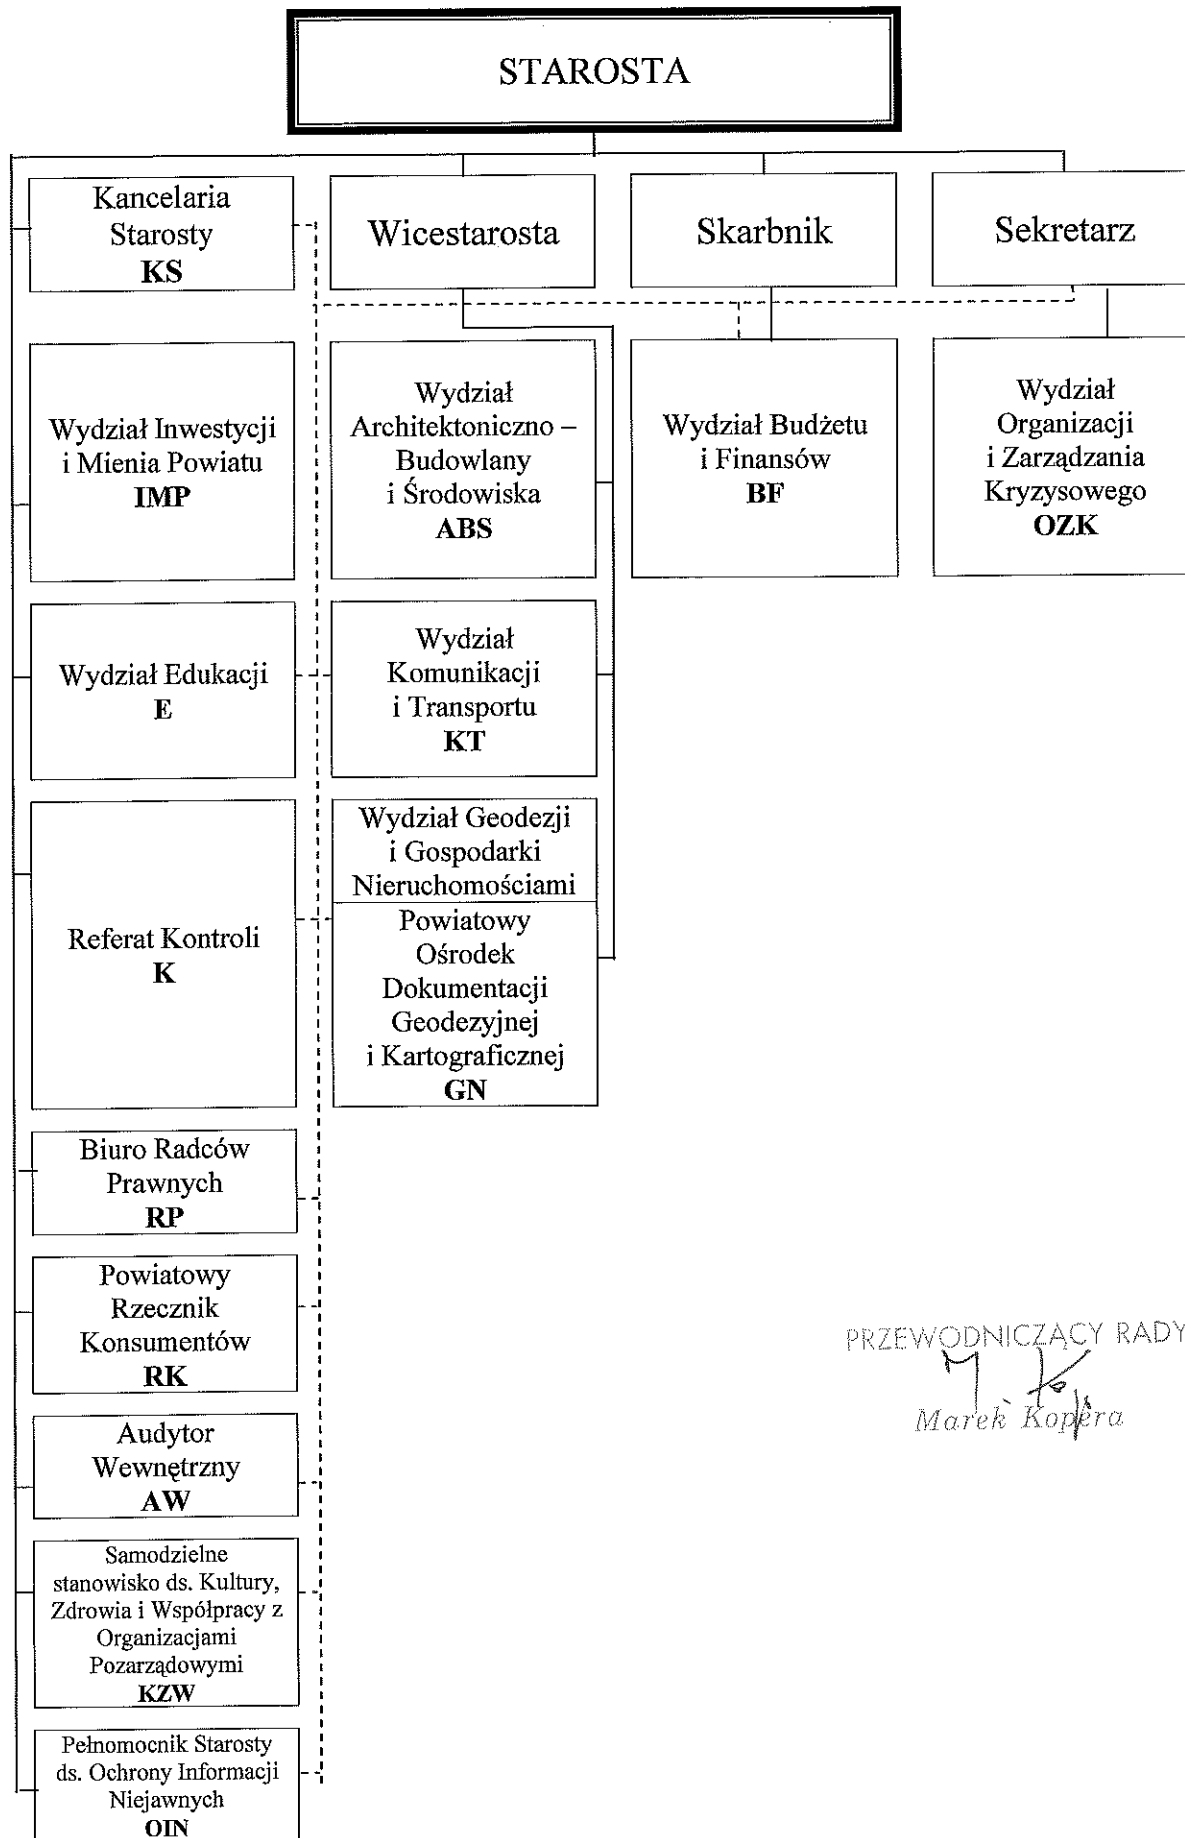 STAROSTA
Kancelaria
Starosty
KS
Wicestarosta
Skarbnik
Sekretarz
Wydział Inwestycji
i Mienia Powiatu
IMP
Wydział
Architektoniczno –
Budowlany
i Środowiska
ABS
Wydział Budżetu
i Finansów
BF
Wydział
Organizacji
i Zarządzania
Kryzysowego
OZK
Wydział Edukacji
E
Wydział
Komunikacji
i Transportu
KT
Referat Kontroli
K
Wydział Geodezji
i Gospodarki
Nieruchomościami
Powiatowy
Ośrodek
Dokumentacji
Geodezyjnej
i Kartograficznej
GN
Biuro Radców
Prawnych
RP
Powiatowy
Rzecznik
Konsumentów
RK
Audytor
Wewnętrzny
AW
Samodzielne
stanowisko ds. Kultury,
Zdrowia i Współpracy z
Organizacjami
Pozarządowymi
KZW
Pełnomocnik Starosty
ds. Ochrony Informacji
Niejawnych
OIN
PRZEWODNICZĄCY RADY
Marek Kopera